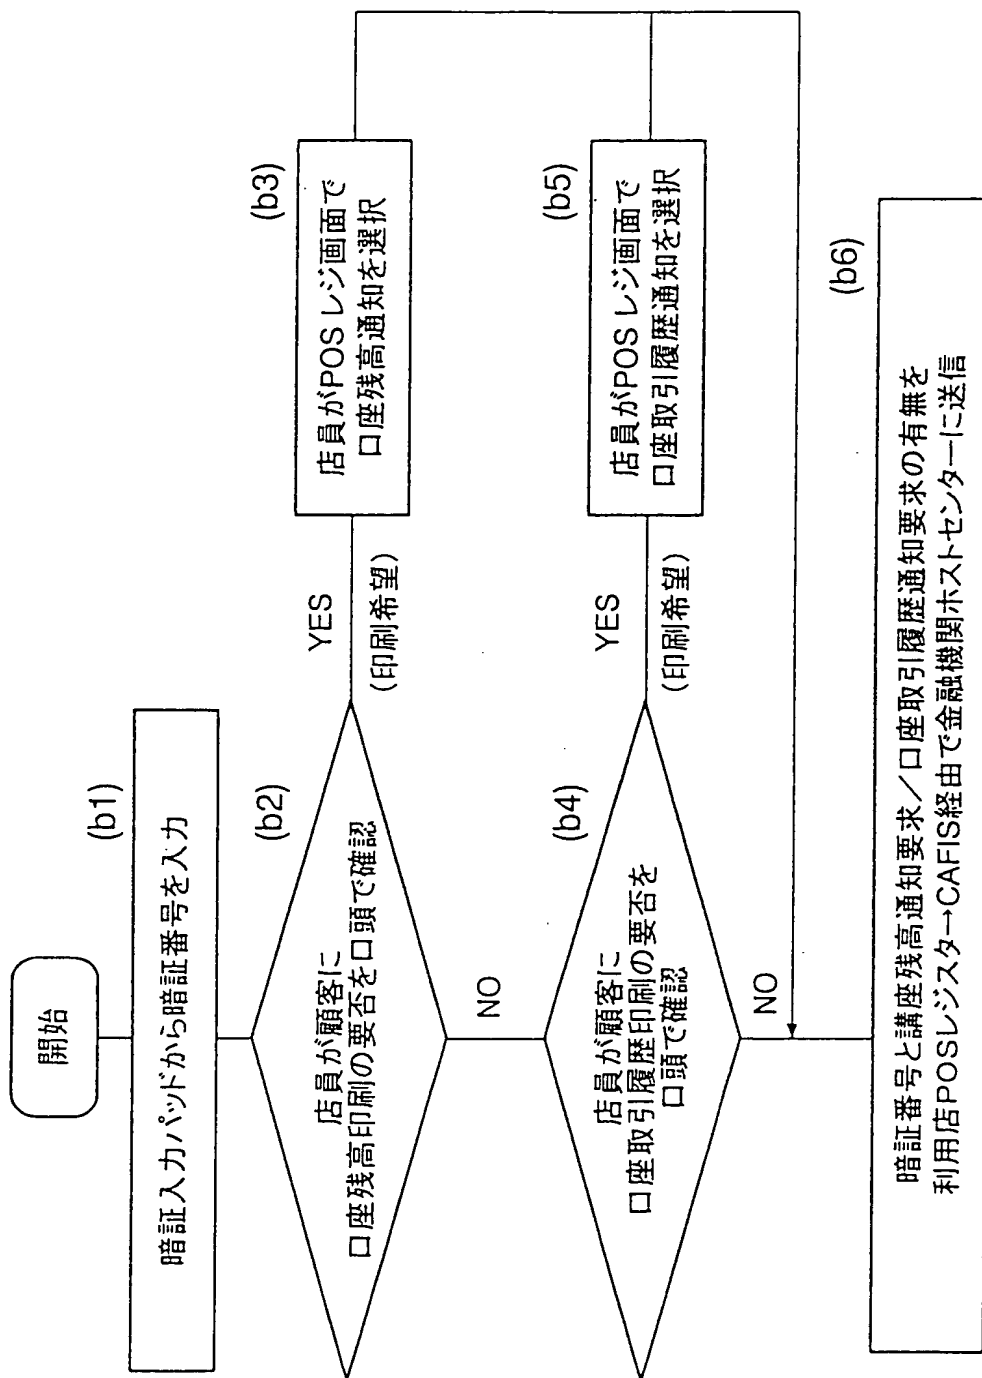 開始
(b1)
暗証入力パッドから暗証番号を入力
(b2)
店員が顧客に
口座残高印刷の要否を口頭で確認
YES
(印刷希望)
(b3)
店員がPOSレジ画面で
口座残高通知を選択
NO
(b4)
店員が顧客に
口座取引履歴印刷の要否を
口頭で確認
YES
(印刷希望)
(b5)
店員がPOSレジ画面で
口座取引履歴通知を選択
NO
(b6)
暗証番号と講座残高通知要求／口座取引履歴通知要求の有無を
利用店POSレジスター→CAFIS経由で金融機関ホストセンターに送信